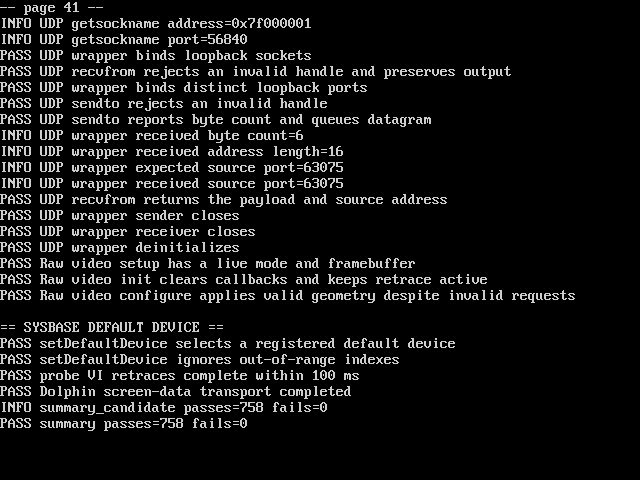 -- page 41 --
INFO UDP getsockname address=0x7f000001
INFO UDP getsockname port=56840
PASS UDP wrapper binds loopback sockets
PASS UDP recvfrom rejects an invalid handle and preserves output
PASS UDP wrapper binds distinct loopback ports
PASS UDP sendto rejects an invalid handle
PASS UDP sendto reports byte count and queues datagram
INFO UDP wrapper received byte count=6
INFO UDP wrapper received address length=16
INFO UDP wrapper expected source port=63075
INFO UDP wrapper received source port=63075
PASS UDP recvfrom returns the payload and source address
PASS UDP wrapper sender closes
PASS UDP wrapper receiver closes
PASS UDP wrapper deinitializes
PASS Raw video setup has a live mode and framebuffer
PASS Raw video init clears callbacks and keeps retrace active
PASS Raw video configure applies valid geometry despite invalid requests
== SYSBASE DEFAULT DEVICE ==
PASS setDefaultDevice selects a registered default device
PASS setDefaultDevice ignores out-of-range indexes
PASS probe VI retraces complete within 100 ms
PASS Dolphin screen-data transport completed
INFO summary_candidate passes=758 fails=0
PASS summary passes=758 fails=0